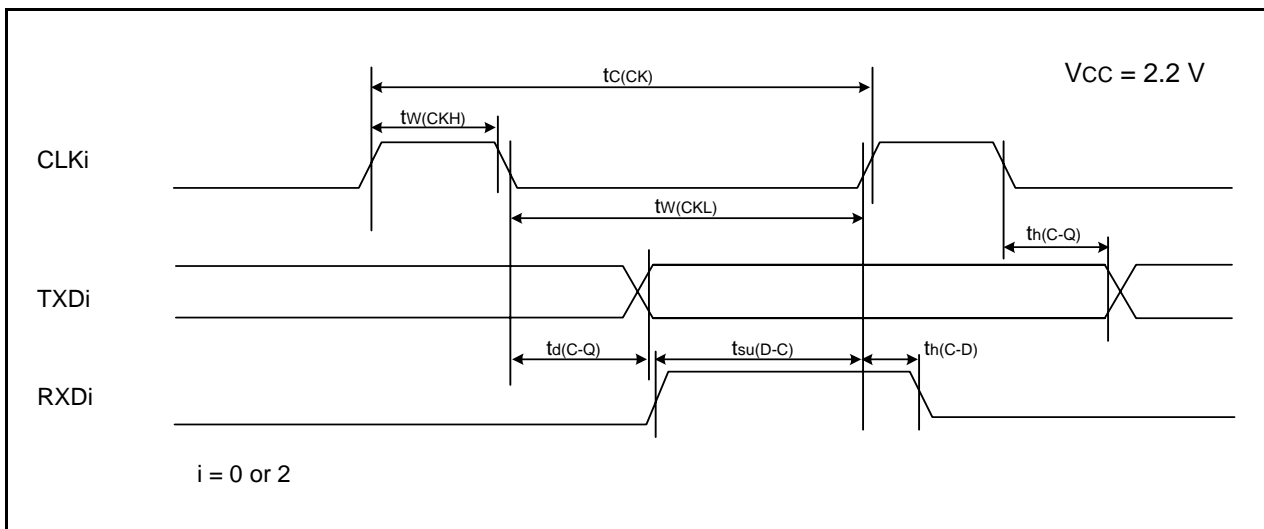 tC(CK)
VCC = 2.2 V
tW(CKH)
CLKi
tW(CKL)
th(C-Q)
TXDi
td(C-Q)
tsu(D-C)
th(C-D)
RXDi
i = 0 or 2